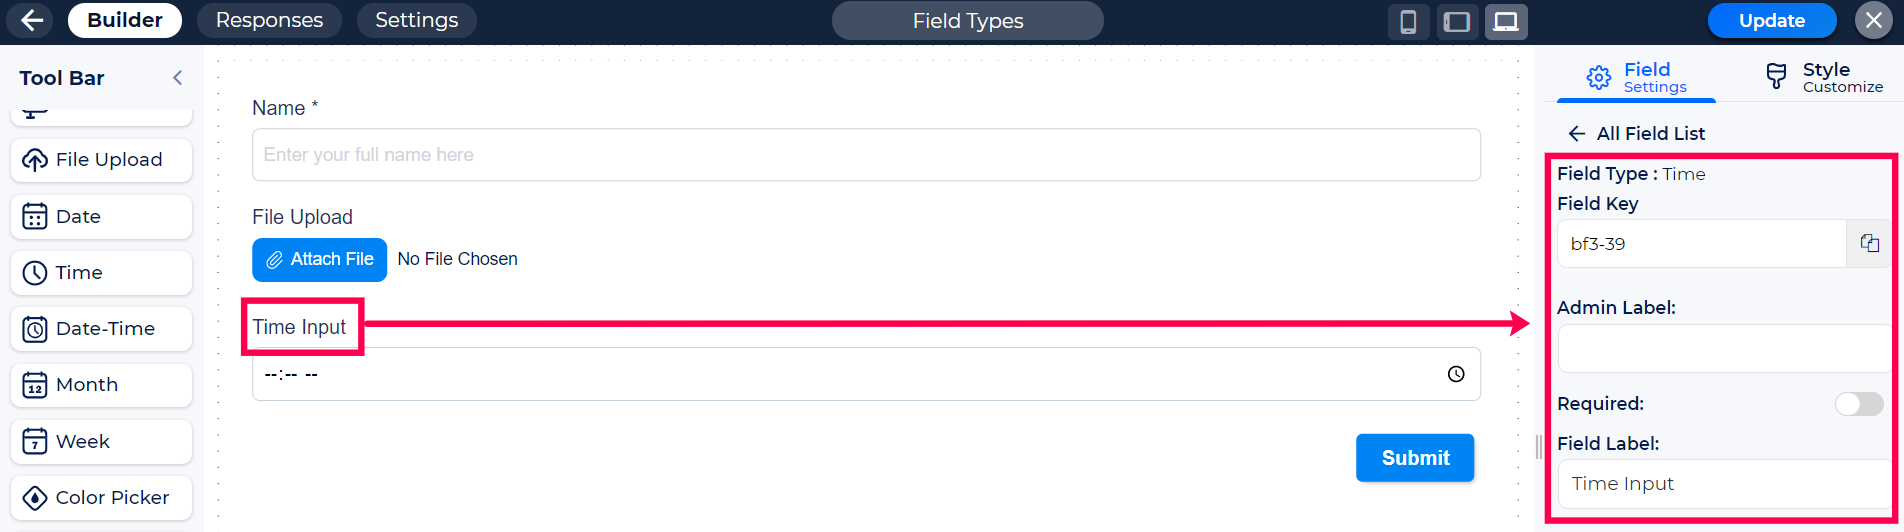 Builder
Responses
Settings
Field Types
Update
Tool Bar
File Upload
Date
Time
Date-Time
12
Month
7
Week
Color Picker
Name *
Enter your full name here
File Upload
Attach File
No File Chosen
Time Input
--:-- --
Submit
Field
Settings
Style
Customize
All Field List
Field Type : Time
Field Key
bf3-39
Admin Label:
Required:
Field Label:
Time Input